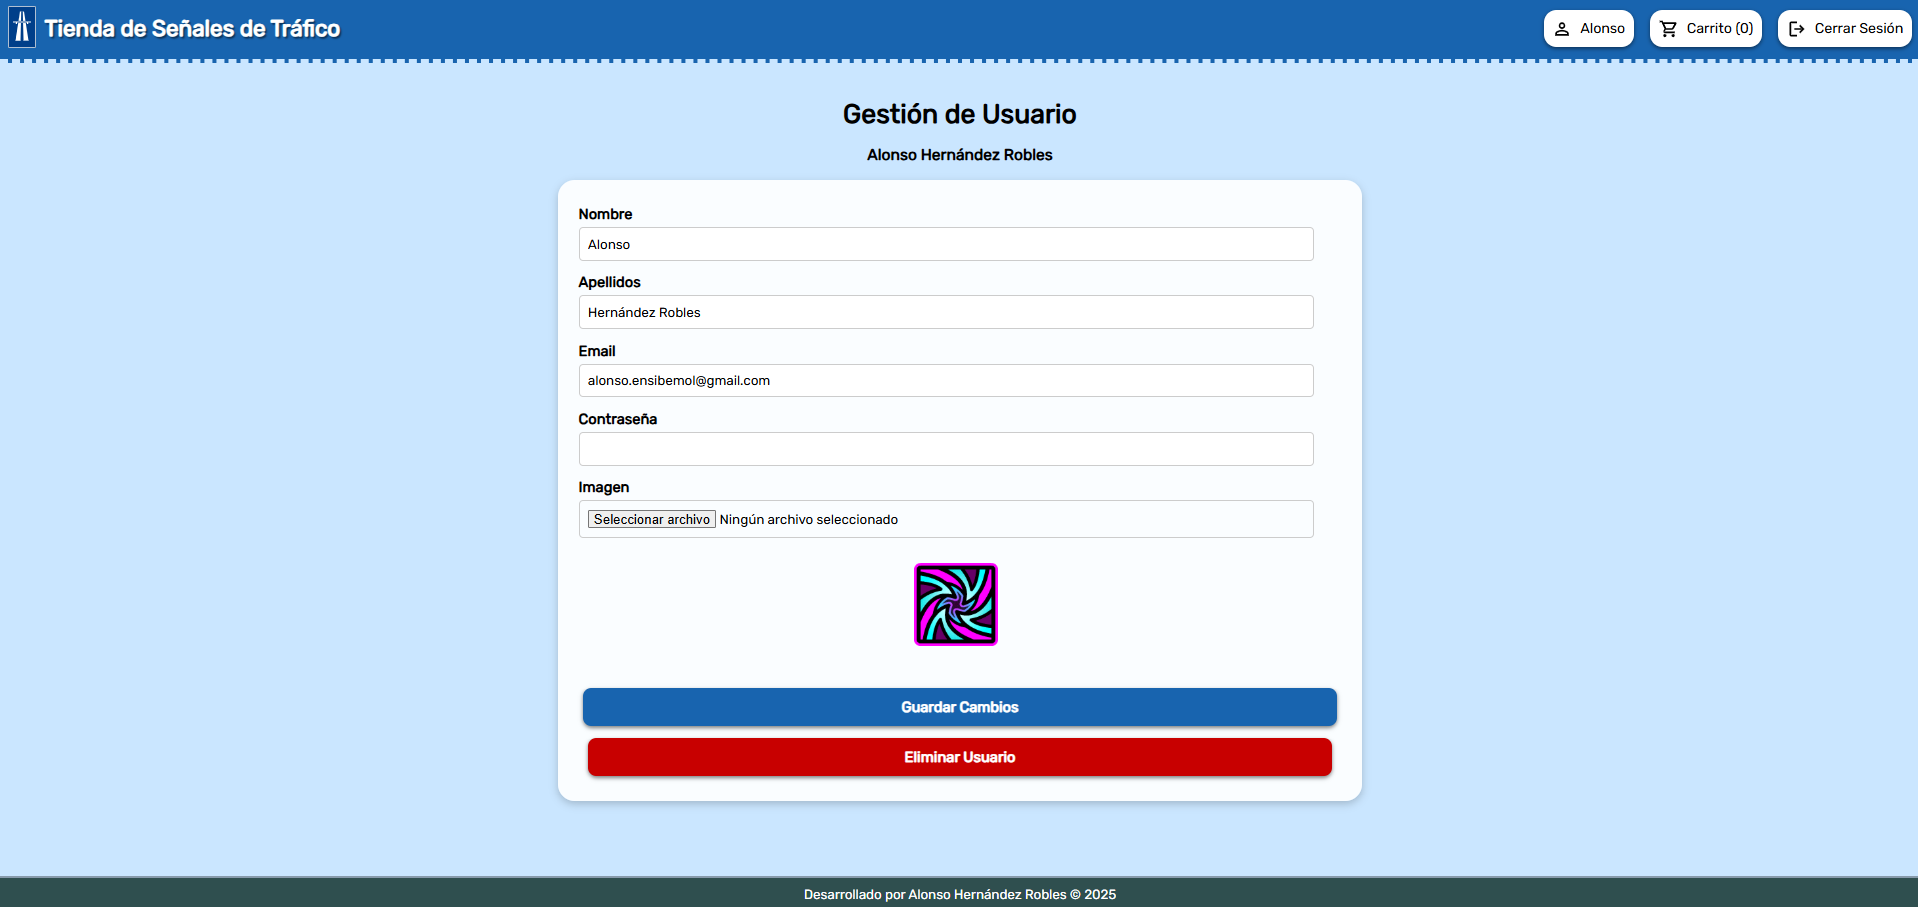 Tienda de Señales de Tráfico
Alonso
Carrito (0)
Cerrar Sesión
Gestión de Usuario
Alonso Hernández Robles
Nombre
Alonso
Apellidos
Hernández Robles
Email
alonso.ensibemol@gmail.com
Contraseña
Imagen
Seleccionar archivo Ningún archivo seleccionado
Guardar Cambios
Eliminar Usuario
Desarrollado por Alonso Hernández Robles © 2025